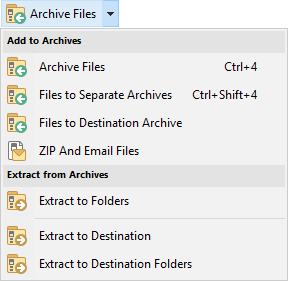 Archive Files
Add to Archives
Archive Files Ctrl+4
Files to Separate Archives Ctrl+Shift+4
Files to Destination Archive
ZIP And Email Files
Extract from Archives
Extract to Folders
Extract to Destination
Extract to Destination Folders